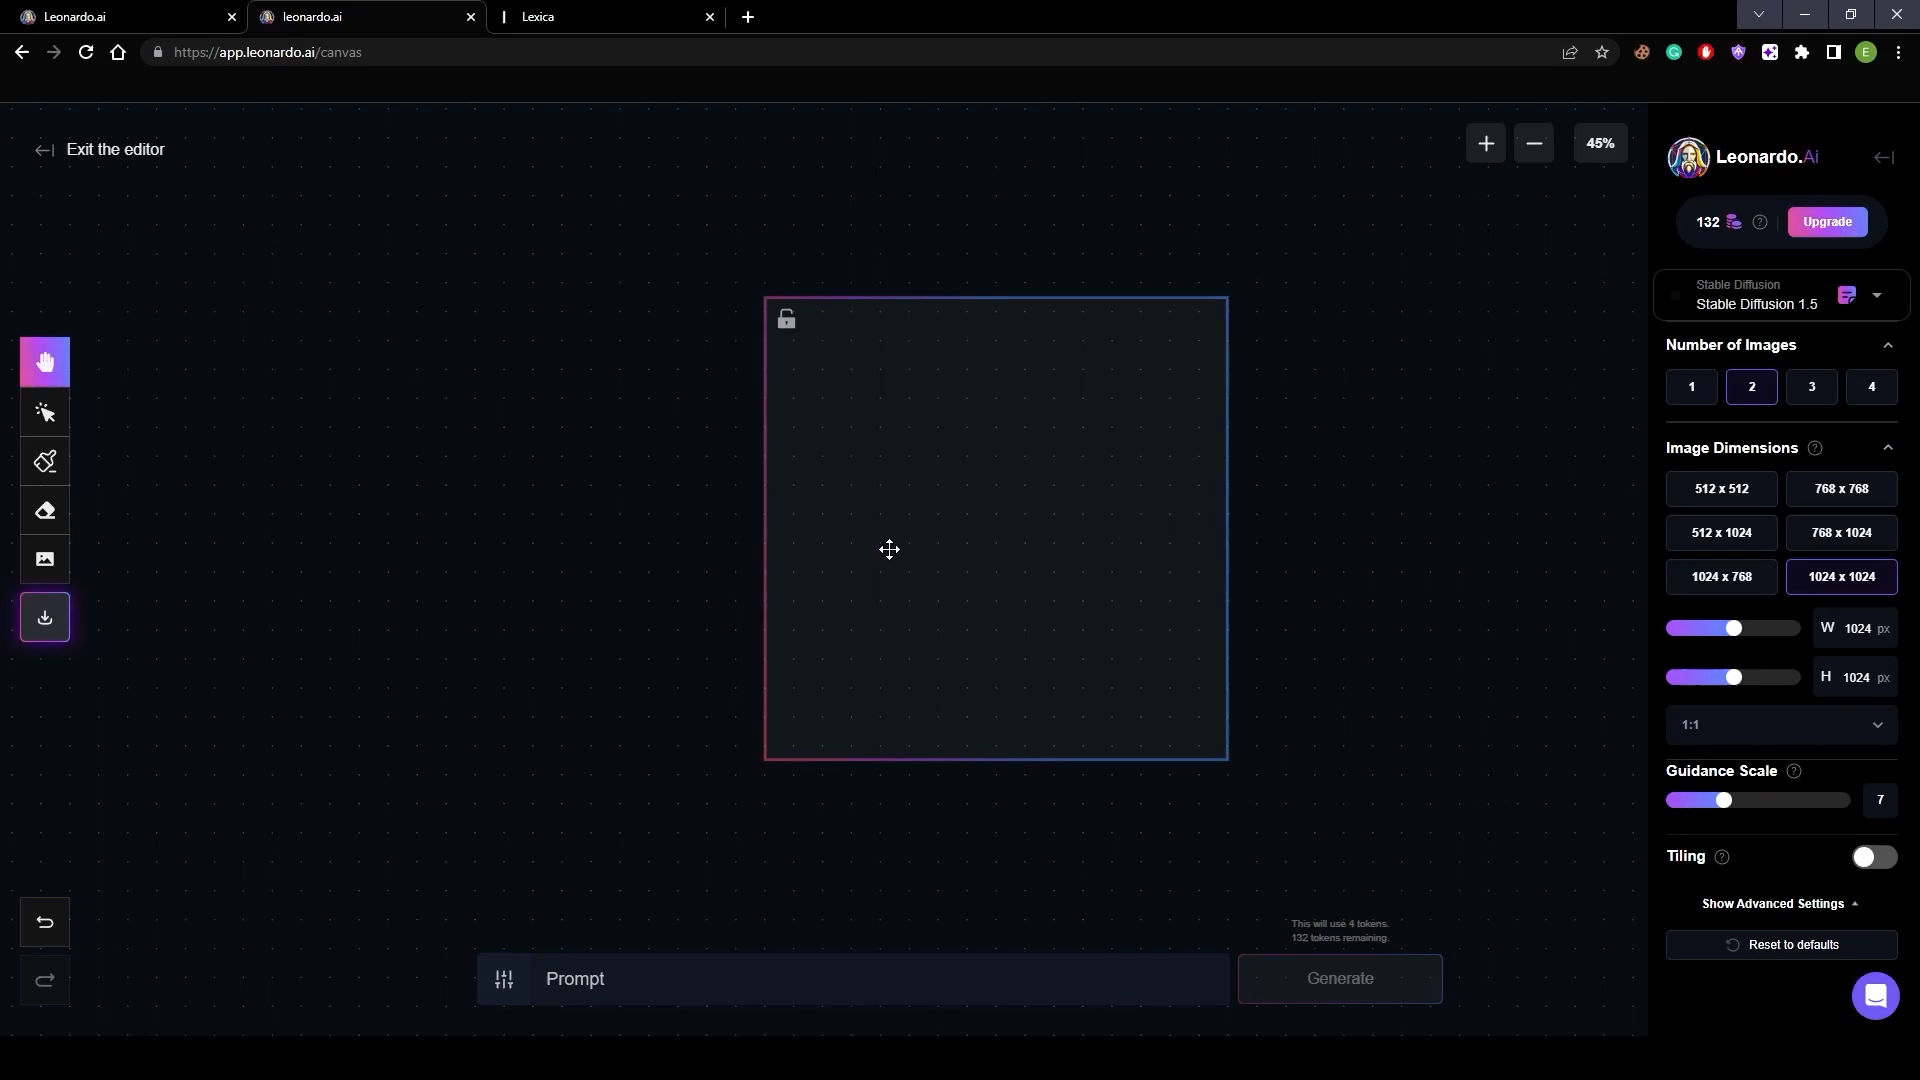 Leonardo.ai
leonardo.ai
Lexica
https://app.leonardo.ai/canvas
E
Exit the editor
45%
Leonardo.Ai
132
Upgrade
Stable Diffusion
Stable Diffusion 1.5
Number of Images
1
2
3
4
Image Dimensions
512 x 512
768 x 768
512 x 1024
768 x 1024
1024 x 768
1024 x 1024
W 1024 px
H 1024 px
1:1
Guidance Scale
7
Tiling
Show Advanced Settings
Reset to defaults
This will use 4 tokens.
132 tokens remaining.
Prompt
Generate